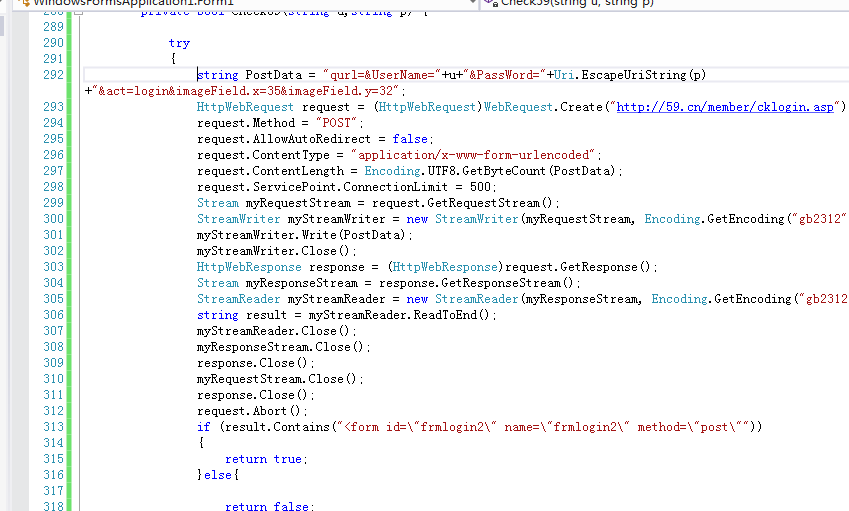 WindowsFormsApplication1.Form1 Check59(string u, string p)
288 private bool Check59(string u,string p) {
289
290 try
291 {
292 string PostData = "qurl=&UserName="+u+"&PassWord="+Uri.EscapeUriString(p)
+"&act=login&imageField.x=35&imageField.y=32";
293 HttpWebRequest request = (HttpWebRequest)WebRequest.Create("http://59.cn/member/cklogin.asp")
294 request.Method = "POST";
295 request.AllowAutoRedirect = false;
296 request.ContentType = "application/x-www-form-urlencoded";
297 request.ContentLength = Encoding.UTF8.GetByteCount(PostData);
298 request.ServicePoint.ConnectionLimit = 500;
299 Stream myRequestStream = request.GetRequestStream();
300 StreamWriter myStreamWriter = new StreamWriter(myRequestStream, Encoding.GetEncoding("gb2312"
301 myStreamWriter.Write(PostData);
302 myStreamWriter.Close();
303 HttpWebResponse response = (HttpWebResponse)request.GetResponse();
304 Stream myResponseStream = response.GetResponseStream();
305 StreamReader myStreamReader = new StreamReader(myResponseStream, Encoding.GetEncoding("gb2312
306 string result = myStreamReader.ReadToEnd();
307 myStreamReader.Close();
308 myResponseStream.Close();
309 response.Close();
310 myRequestStream.Close();
311 response.Close();
312 request.Abort();
313 if (result.Contains("<form id=\"frmlogin2\" name=\"frmlogin2\" method=\"post\""))
314 {
315 return true;
316 }else{
317
318 return false;